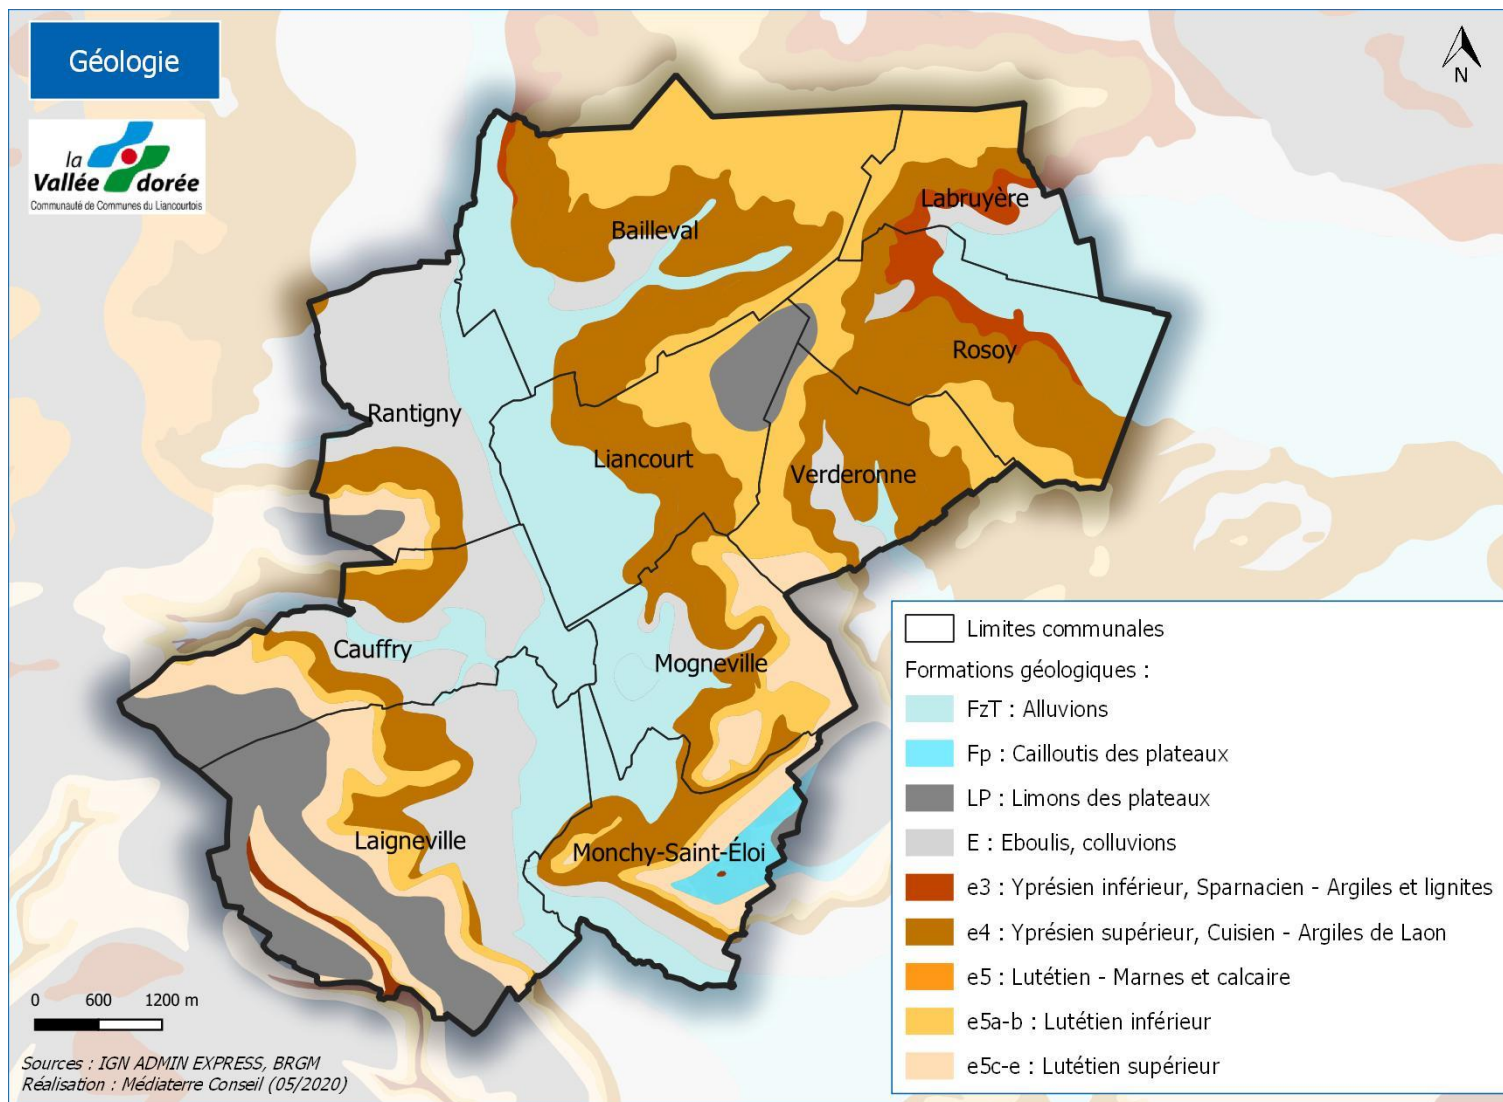 Géologie
N
la
Vallée dorée
Communauté de Communes du Liancourtois
Labruyère
Bailleval
Rosoy
Rantigny
Liancourt
Verderonne
Cauffry
Mogneville
Laigneville
Monchy-Saint-Éloi
Limites communales
Formations géologiques :
FzT : Alluvions
Fp : Cailloutis des plateaux
LP : Limons des plateaux
E : Eboulis, colluvions
e3 : Yprésien inférieur, Sparnacien - Argiles et lignites
e4 : Yprésien supérieur, Cuisien - Argiles de Laon
e5 : Lutétien - Marnes et calcaire
e5a-b : Lutétien inférieur
e5c-e : Lutétien supérieur
0 600 1200 m
Sources : IGN ADMIN EXPRESS, BRGM
Réalisation : Médiaterre Conseil (05/2020)